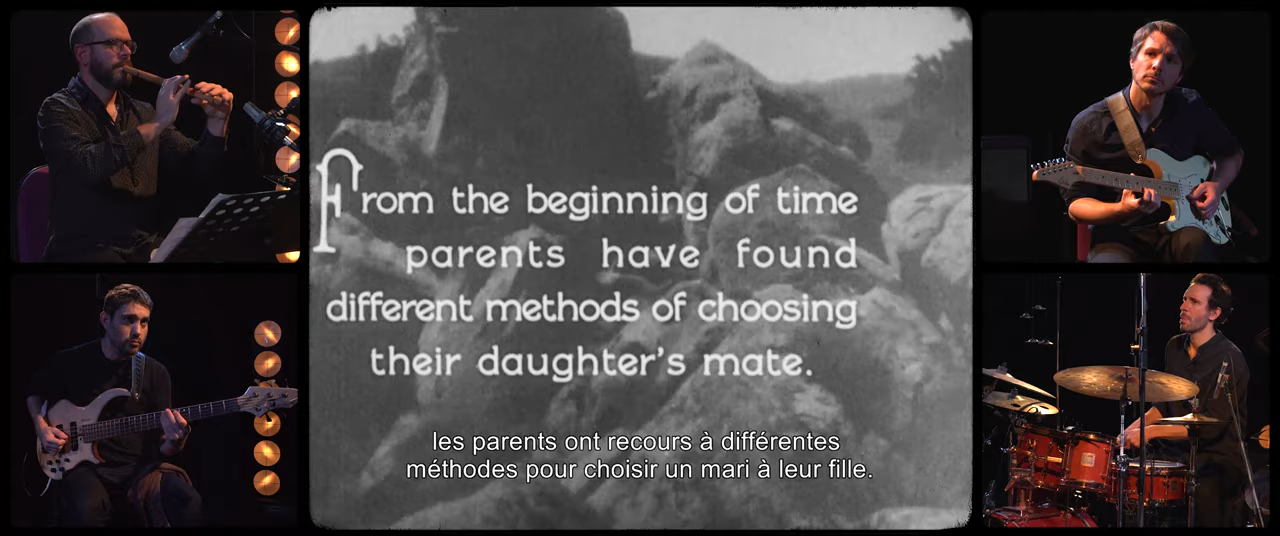 From the beginning of time
parents have found
different methods of choosing
their daughter's mate.
les parents ont recours à différentes
méthodes pour choisir un mari à leur fille.